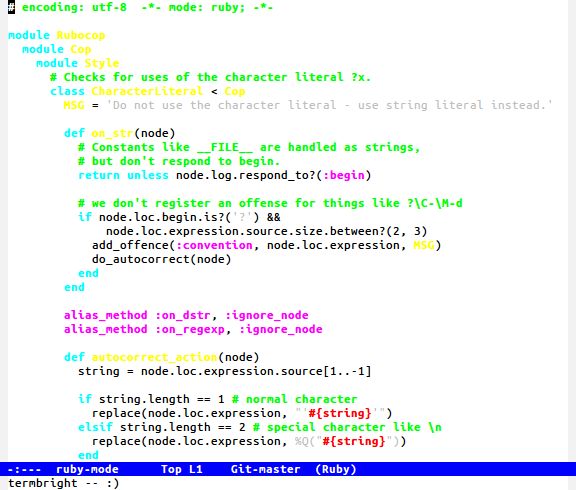 # encoding: utf-8  -*- mode: ruby; -*-
module Rubocop
  module Cop
    module Style
      # Checks for uses of the character literal ?x.
      class CharacterLiteral < Cop
        MSG = 'Do not use the character literal - use string literal instead.'
        def on_str(node)
          # Constants like __FILE__ are handled as strings,
          # but don't respond to begin.
          return unless node.log.respond_to?(:begin)
          # we don't register an offense for things like ?\C-\M-d
          if node.loc.begin.is?('?') &&
              node.loc.expression.source.size.between?(2, 3)
            add_offence(:convention, node.loc.expression, MSG)
            do_autocorrect(node)
          end
        end
        alias_method :on_dstr, :ignore_node
        alias_method :on_regexp, :ignore_node
        def autocorrect_action(node)
          string = node.loc.expression.source[1..-1]
          if string.length == 1 # normal character
            replace(node.loc.expression, "'#{string}'")
          elsif string.length == 2 # special character like \n
            replace(node.loc.expression, %Q("#{string}"))
          end
-:---  ruby-mode      Top L1    Git-master  (Ruby)
termbright -- :)